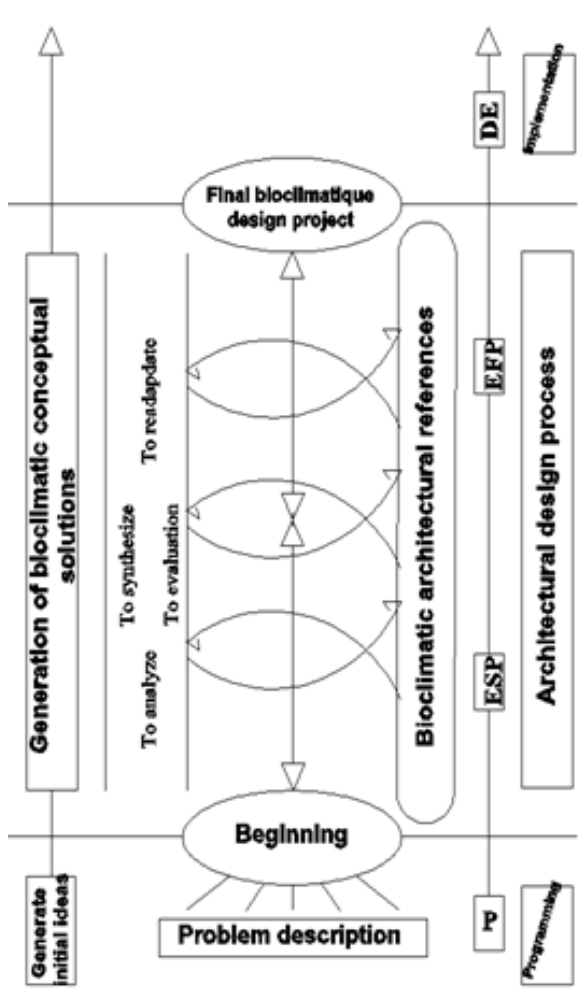 DE
Implementation
Final bioclimatique
design project
Generation of bioclimatic conceptual
solutions
To readapdate
To synthesize
To evaluation
To analyze
Bioclimatic architectural references
EFP
ESP
Architectural design process
Beginning
Generate
initial ideas
Problem description
P
Programming